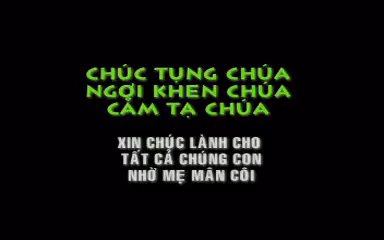 CHÚC TỤNG CHÚA
NGỢI KHEN CHÚA
CẢM TẠ CHÚA
XIN CHÚC LÀNH CHO
TẤT CẢ CHÚNG CON
NHỜ MẸ MÂN CÔI